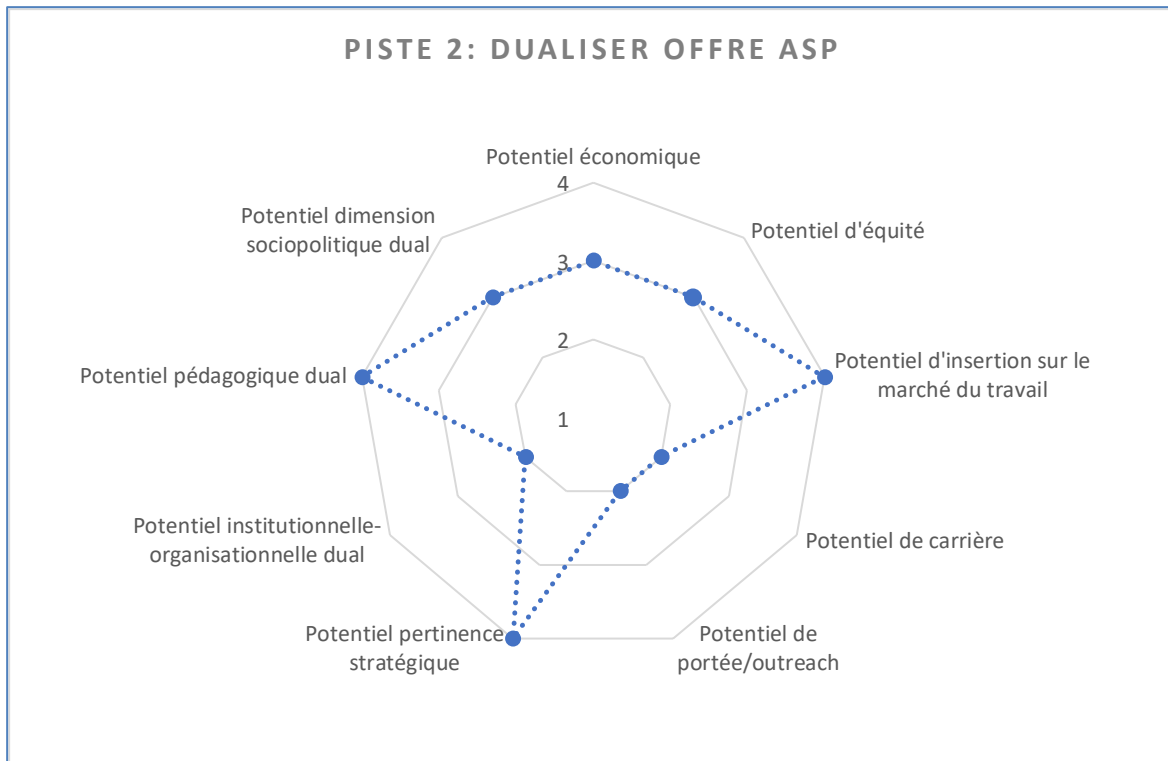 PISTE 2: DUALISER OFFRE ASP
Potentiel économique
4
3
2
1
Potentiel d'équité
Potentiel d'insertion sur le
marché du travail
Potentiel de carrière
Potentiel de
portée/outreach
Potentiel pertinence
stratégique
Potentiel institutionnelle-
organisationnelle dual
Potentiel pédagogique dual
Potentiel dimension
sociopolitique dual